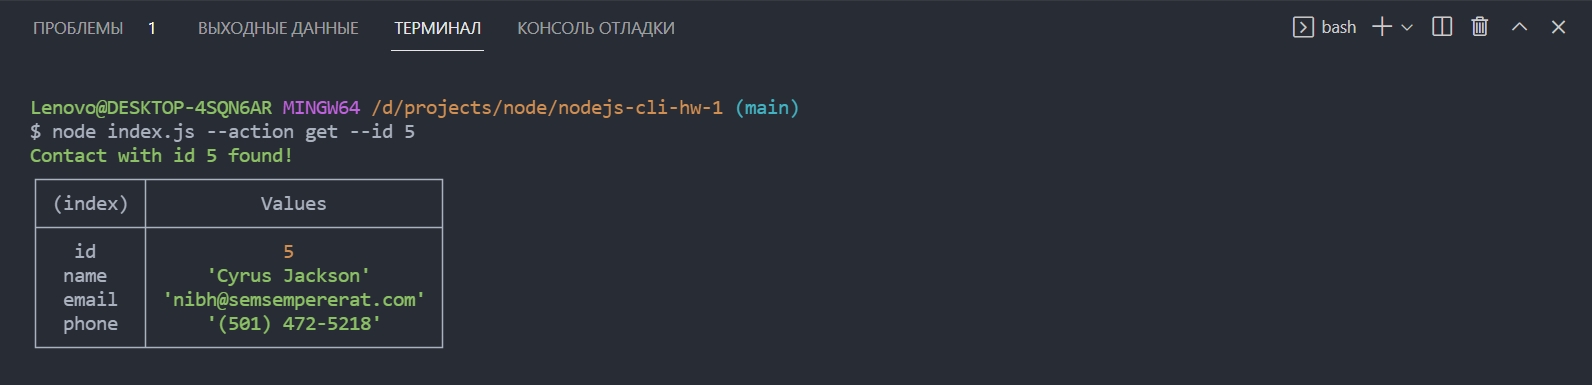 ПРОБЛЕМЫ 1 ВЫХОДНЫЕ ДАННЫЕ ТЕРМИНАЛ КОНСОЛЬ ОТЛАДКИ bash
Lenovo@DESKTOP-4SQN6AR MINGW64 /d/projects/node/nodejs-cli-hw-1 (main)
$ node index.js --action get --id 5
Contact with id 5 found!
(index) Values
id 5
name 'Cyrus Jackson'
email 'nibh@semsempererat.com'
phone '(501) 472-5218'